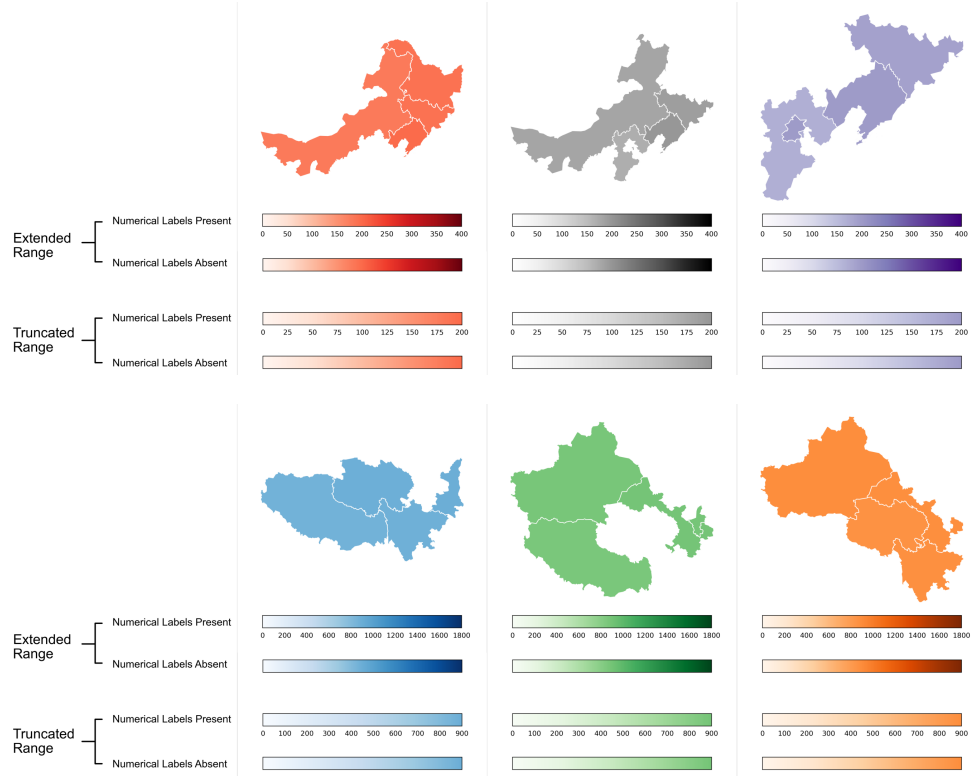 Extended
Range
Numerical Labels Present
0 50 100 150 200 250 300 350 400
0 50 100 150 200 250 300 350 400
0 50 100 150 200 250 300 350 400
Numerical Labels Absent
Truncated
Range
Numerical Labels Present
0 25 50 75 100 125 150 175 200
0 25 50 75 100 125 150 175 200
0 25 50 75 100 125 150 175 200
Numerical Labels Absent
Extended
Range
Numerical Labels Present
0 200 400 600 800 1000 1200 1400 1600 1800
0 200 400 600 800 1000 1200 1400 1600 1800
0 200 400 600 800 1000 1200 1400 1600 1800
Numerical Labels Absent
Truncated
Range
Numerical Labels Present
0 100 200 300 400 500 600 700 800 900
0 100 200 300 400 500 600 700 800 900
0 100 200 300 400 500 600 700 800 900
Numerical Labels Absent